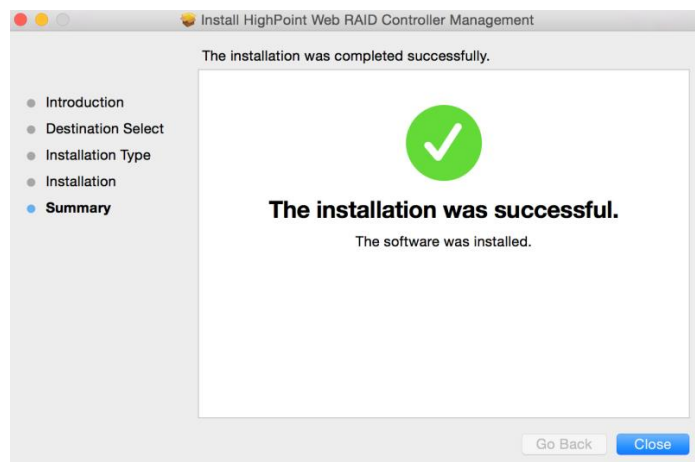 Install HighPoint Web RAID Controller Management
The installation was completed successfully.
Introduction
Destination Select
Installation Type
Installation
Summary
The installation was successful.
The software was installed.
Go Back
Close